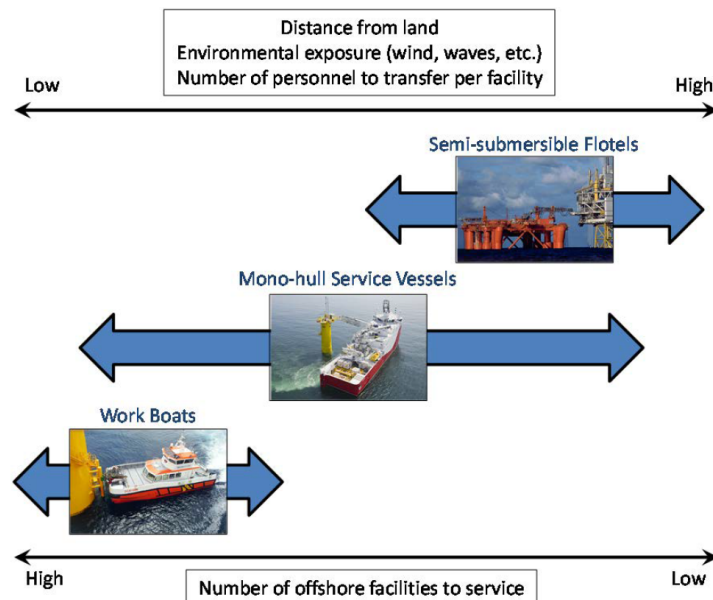 Distance from land
Environmental exposure (wind, waves, etc.)
Number of personnel to transfer per facility
Low
High
Semi-submersible Flotels
Mono-hull Service Vessels
Work Boats
High
Low
Number of offshore facilities to service